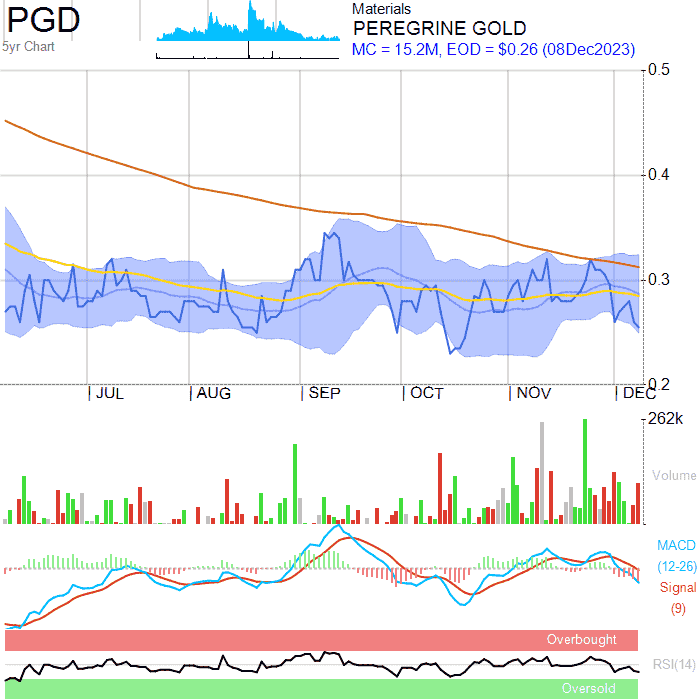 PGD
5yr Chart
Materials
PEREGRINE GOLD
MC = 15.2M, EOD = $0.26 (08Dec2023)
0.5
0.4
0.3
0.2
JUL
AUG
SEP
OCT
NOV
DEC
262k
Volume
MACD
(12-26)
Signal
(9)
Overbought
RSI(14)
Oversold